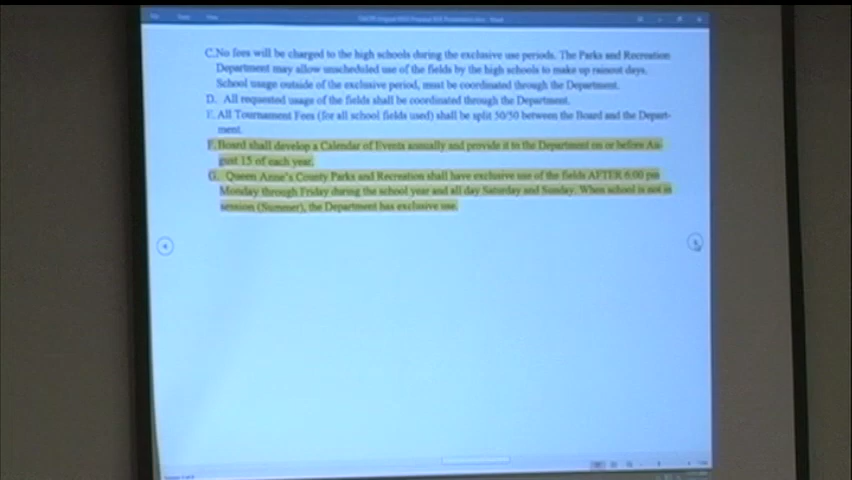 C.No fees will be charged to the high schools during the exclusive use periods. The Parks and Recreation
Department may allow unscheduled use of the fields by the high schools to make up rainout days.
School usage outside of the exclusive period, must be coordinated through the Department.
D. All requested usage of the fields shall be coordinated through the Department.
E. All Tournament Fees (for all school fields used) shall be split 50/50 between the Board and the Depart-
ment.
F. Board shall develop a Calendar of Events annually and provide it to the Department on or before Au-
gust 15 of each year.
G. Queen Anne's County Parks and Recreation shall have exclusive use of the fields AFTER 6:00 pm
Monday through Friday during the school year and all day Saturday and Sunday. When school is not in
session (Summer), the Department has exclusive use.